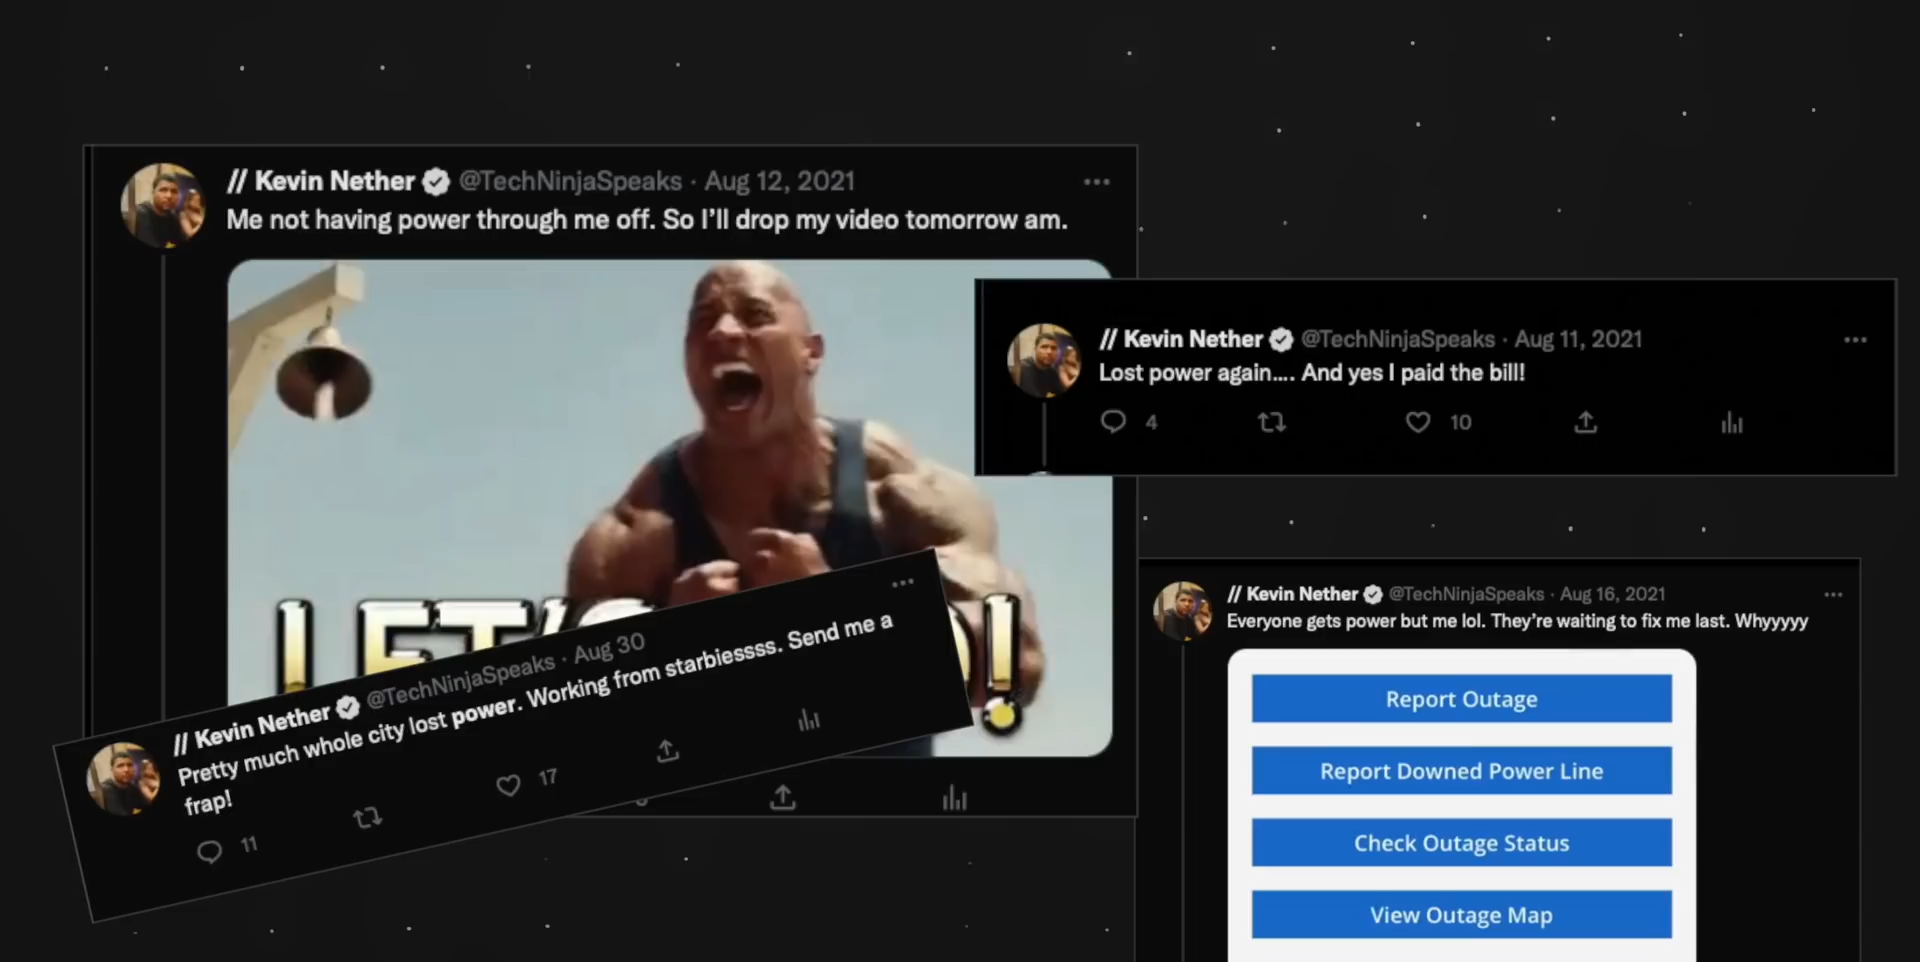 // Kevin Nether @TechNinjaSpeaks · Aug 12, 2021
Me not having power through me off. So I'll drop my video tomorrow am.
// Kevin Nether @TechNinjaSpeaks · Aug 11, 2021
Lost power again.... And yes I paid the bill!
4 10
LET'S
!
// Kevin Nether @TechNinjaSpeaks · Aug 30
Pretty much whole city lost power. Working from starbiessss. Send me a
frap!
11 17
// Kevin Nether @TechNinjaSpeaks · Aug 16, 2021
Everyone gets power but me lol. They're waiting to fix me last. Whyyyyy
Report Outage
Report Downed Power Line
Check Outage Status
View Outage Map